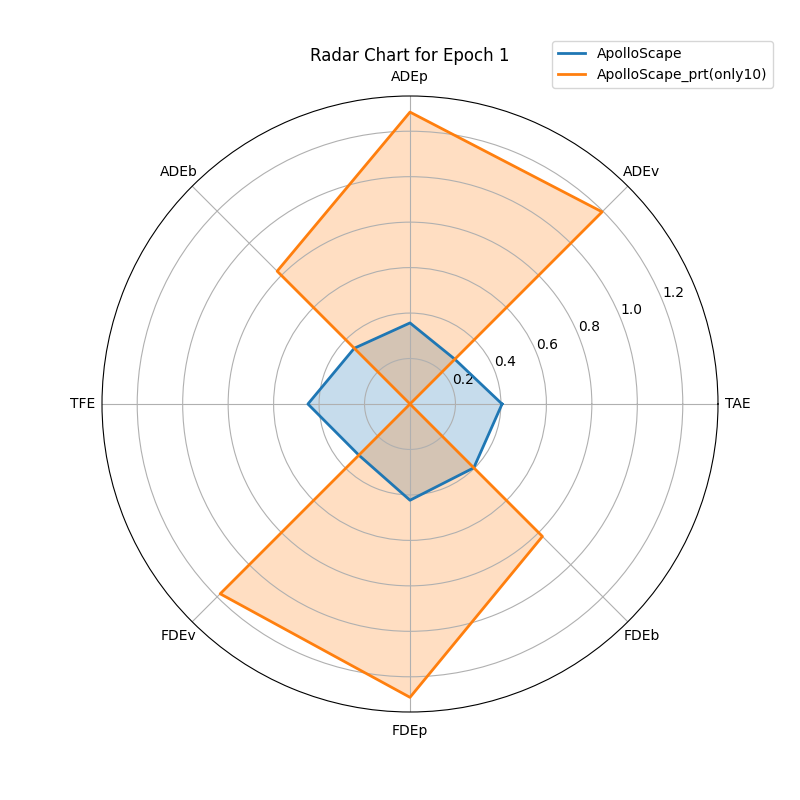 Radar Chart for Epoch 1
ApolloScape
ApolloScape_prt(only10)
ADEp
ADEb
ADEv
1.2
1.0
0.8
0.6
0.4
0.2
TFE
TAE
FDEv
FDEb
FDEp